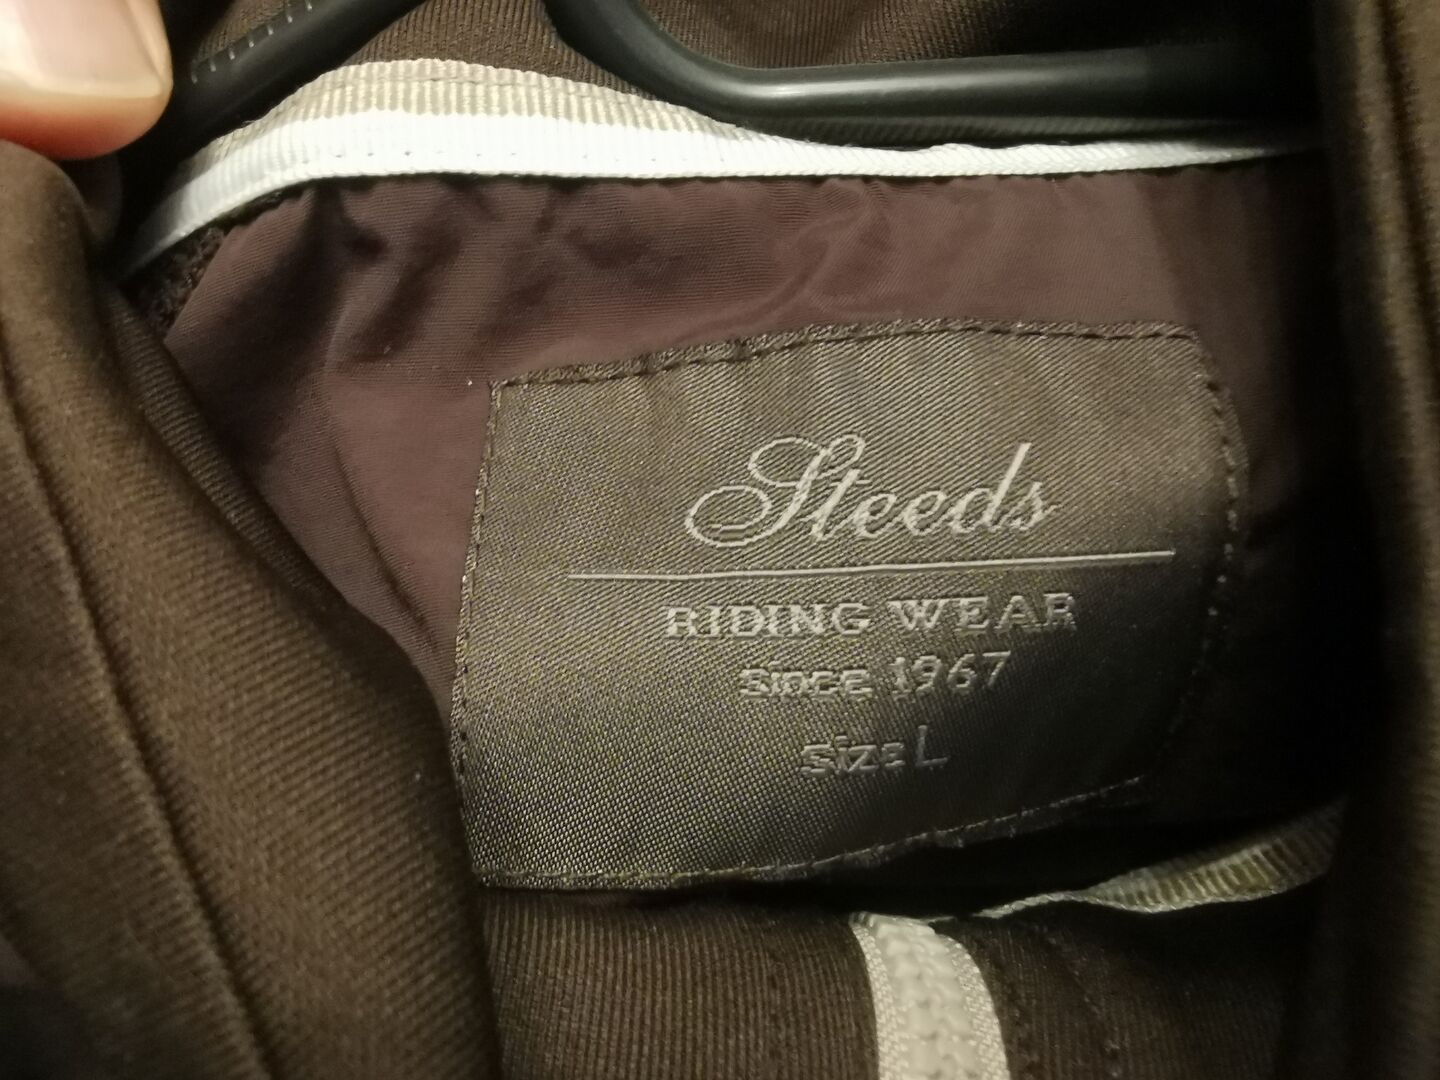 Steeds
RIDING WEAR
Since 1967
Size L